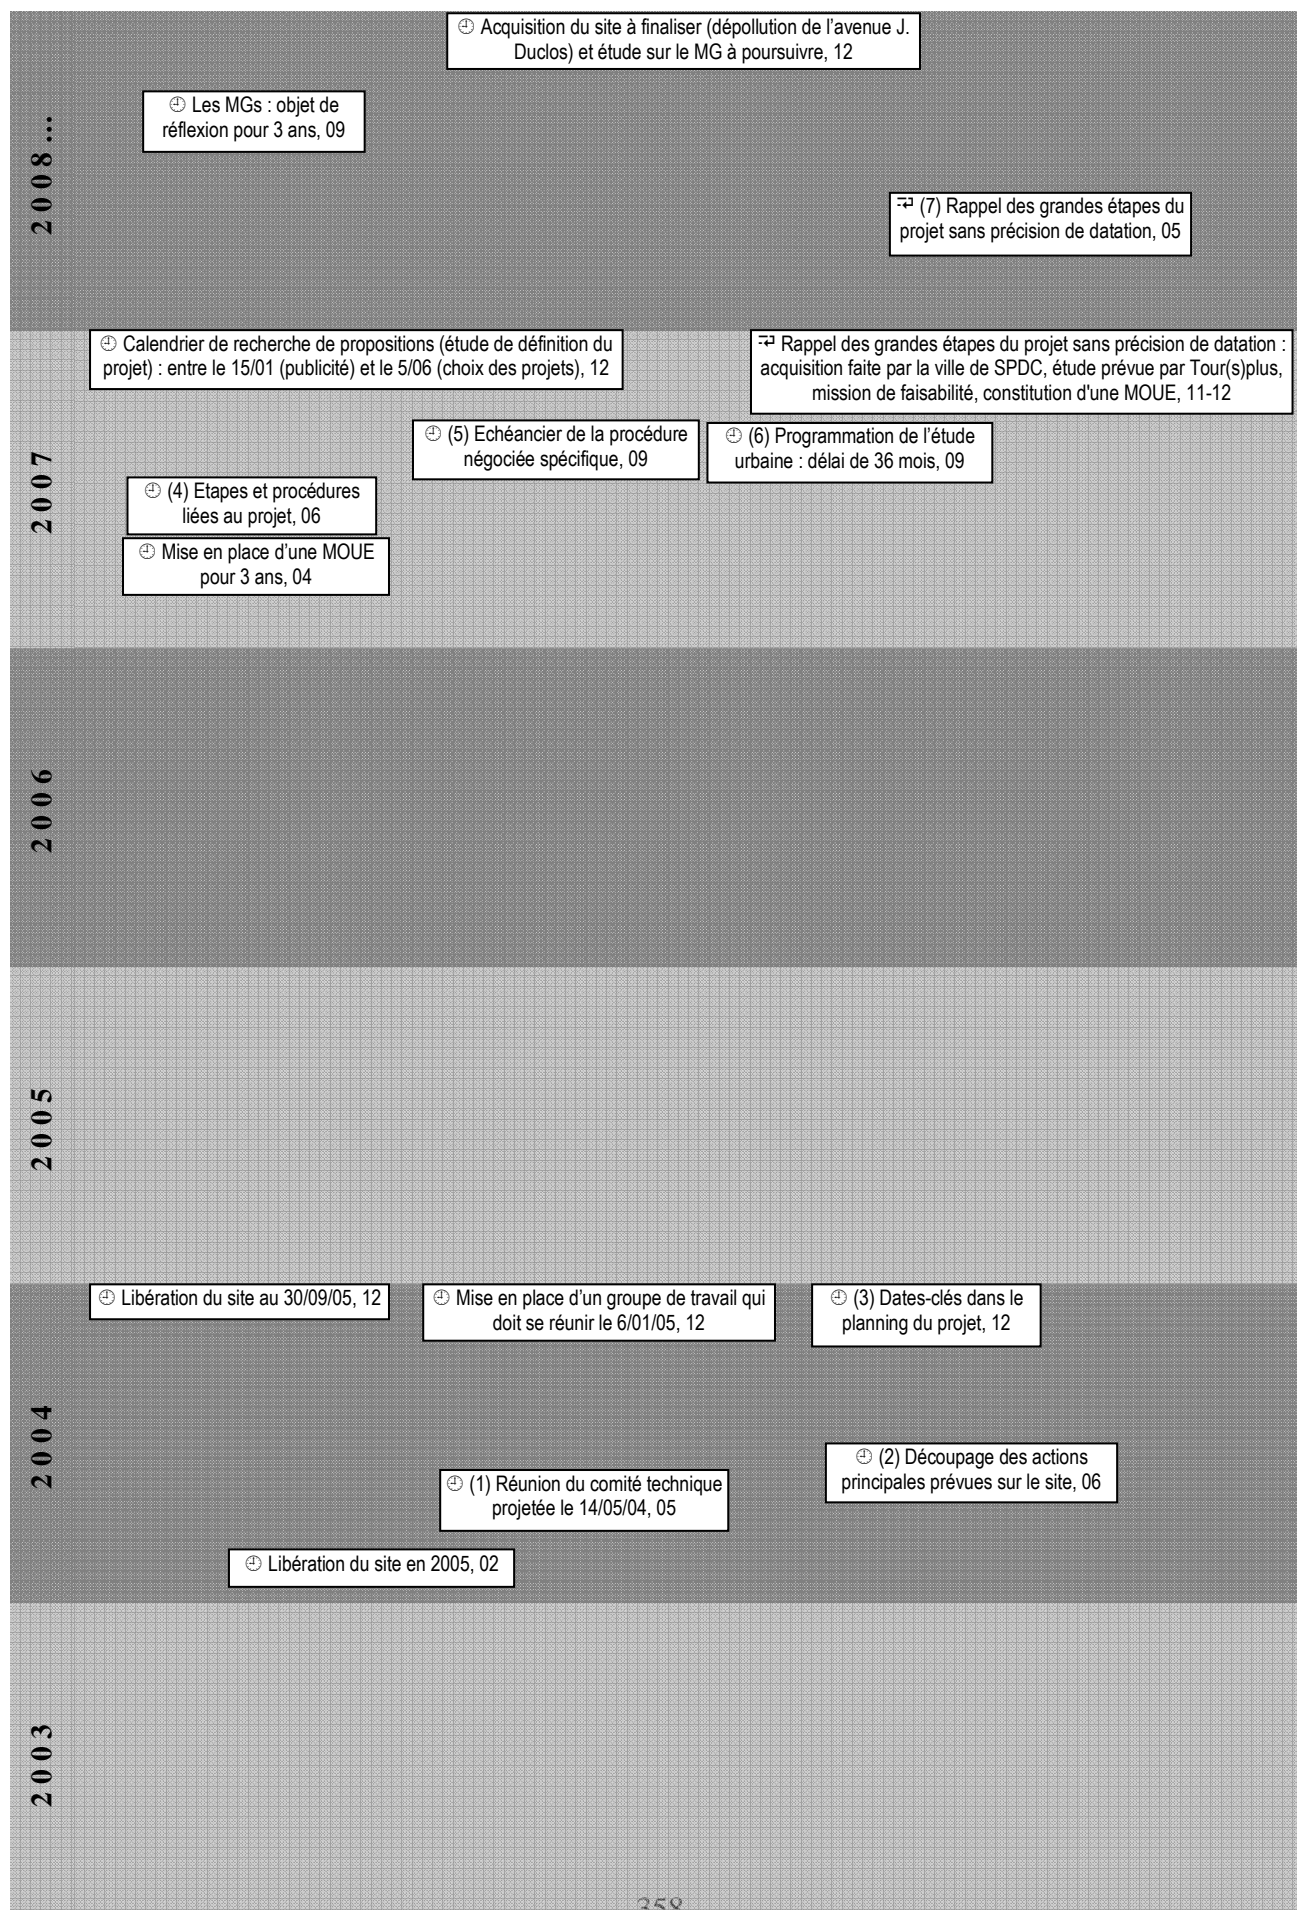 🕘 Acquisition du site à finaliser (dépollution de l'avenue J.
Duclos) et étude sur le MG à poursuivre, 12
🕘 Les MGs : objet de
réflexion pour 3 ans, 09
2008...
(7) Rappel des grandes étapes du
projet sans précision de datation, 05
🕘 Calendrier de recherche de propositions (étude de définition du
projet) : entre le 15/01 (publicité) et le 5/06 (choix des projets), 12
Rappel des grandes étapes du projet sans précision de datation :
acquisition faite par la ville de SPDC, étude prévue par Tour(s)plus,
mission de faisabilité, constitution d'une MOUE, 11-12
🕘 (5) Echéancier de la procédure
négociée spécifique, 09
🕘 (6) Programmation de l'étude
urbaine : délai de 36 mois, 09
2007
🕘 (4) Etapes et procédures
liées au projet, 06
🕘 Mise en place d'une MOUE
pour 3 ans, 04
2006
2005
🕘 Libération du site au 30/09/05, 12
🕘 Mise en place d'un groupe de travail qui
doit se réunir le 6/01/05, 12
🕘 (3) Dates-clés dans le
planning du projet, 12
2004
🕘 (2) Découpage des actions
principales prévues sur le site, 06
🕘 (1) Réunion du comité technique
projetée le 14/05/04, 05
🕘 Libération du site en 2005, 02
2003
358